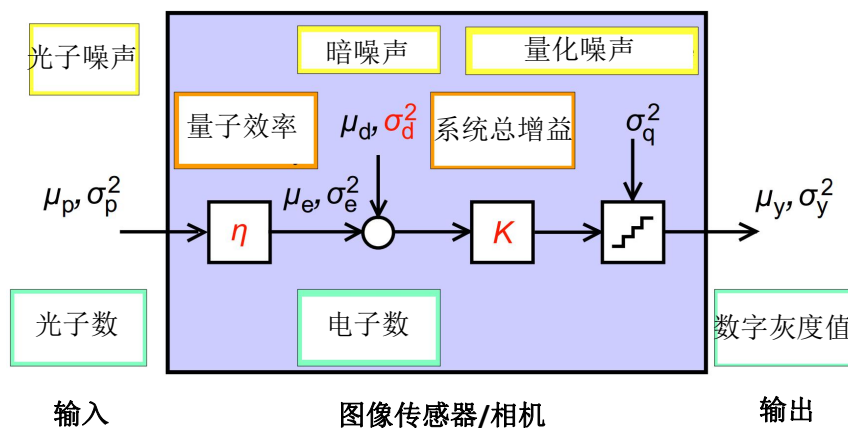 光子噪声
暗噪声
量化噪声
量子效率
μd,σd²
系统总增益
σq²
μp,σp²
μe,σe²
μy,σy²
η
K
光子数
电子数
数字灰度值
输入
图像传感器/相机
输出